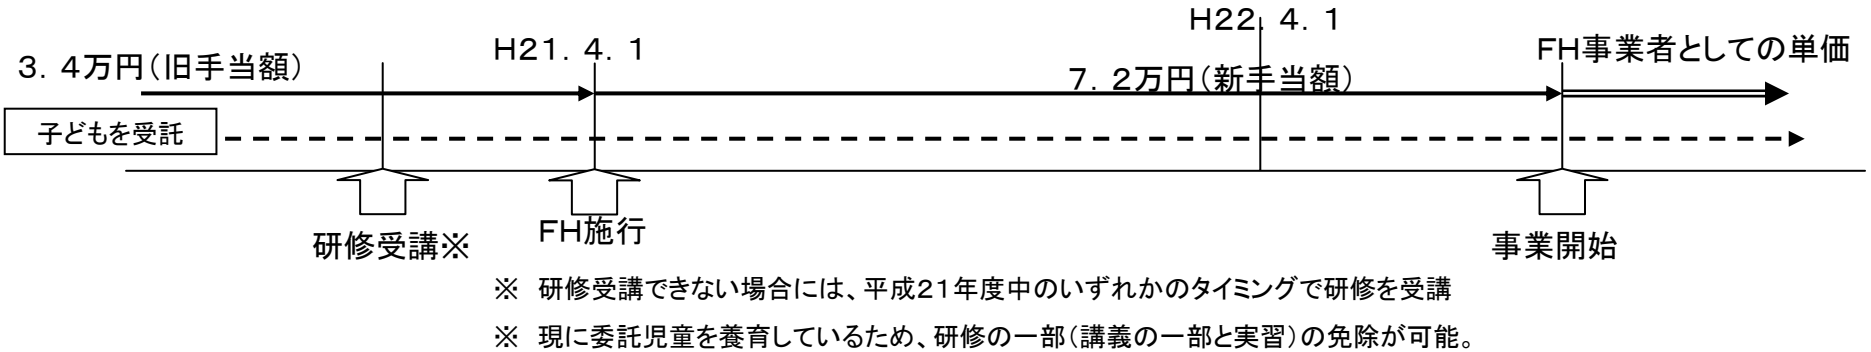 H22.4.1
H21.4.1
FH事業者としての単価
3.4万円(旧手当額)
7.2万円(新手当額)
子どもを受託
研修受講※
FH施行
事業開始
※ 研修受講できない場合には、平成21年度中のいずれかのタイミングで研修を受講
※ 現に委託児童を養育しているため、研修の一部(講義の一部と実習)の免除が可能。